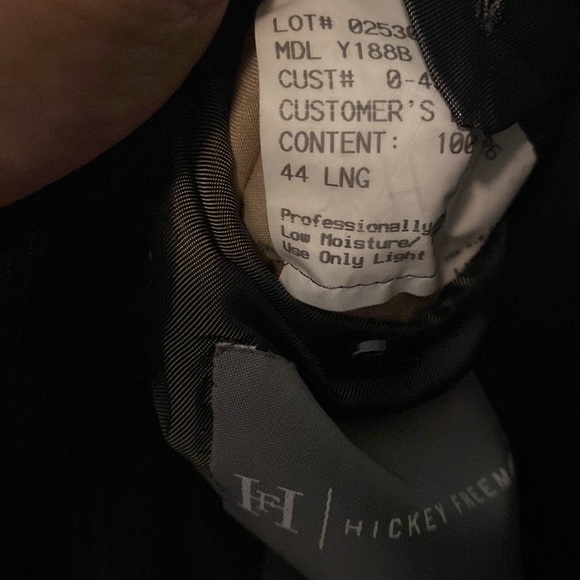 LOT# 0253
MDL Y188B
CUST# 0-4
CUSTOMER'S
CONTENT: 100%
44 LNG
Professionally
Low Moisture/
Use Only Light
HF | HICKEY FREEM